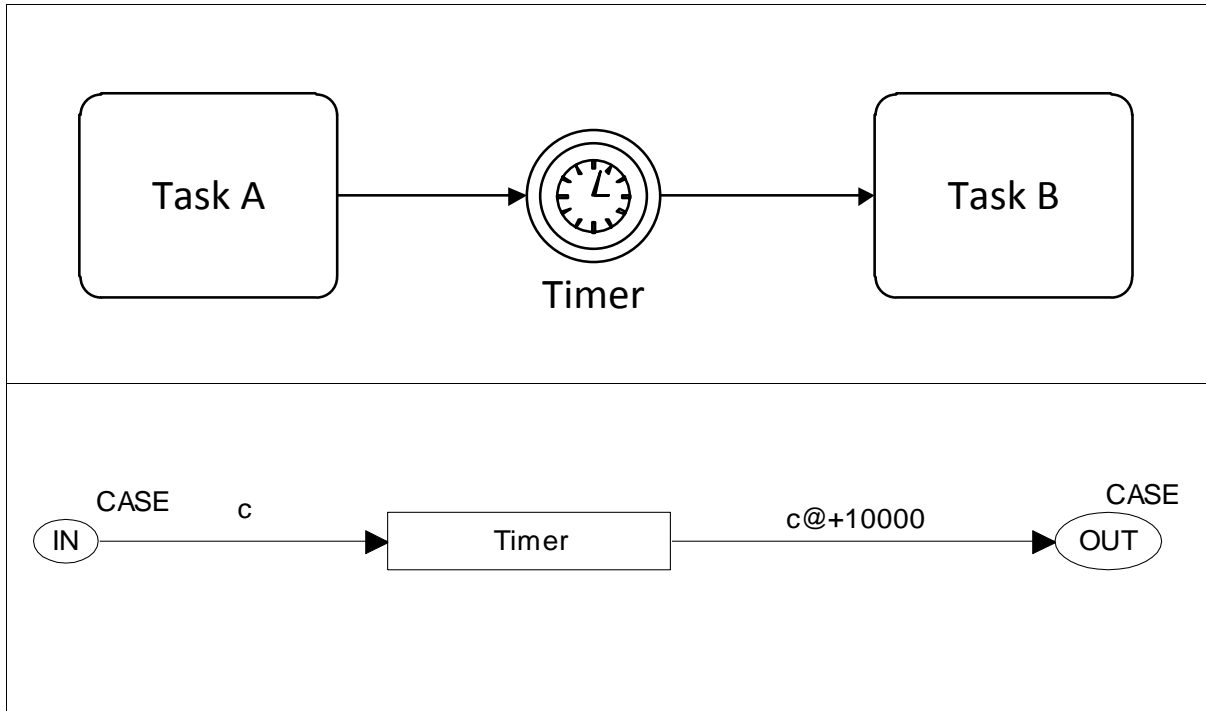 Task A
Task B
Timer
CASE
c
c@+10000
CASE
IN
Timer
OUT